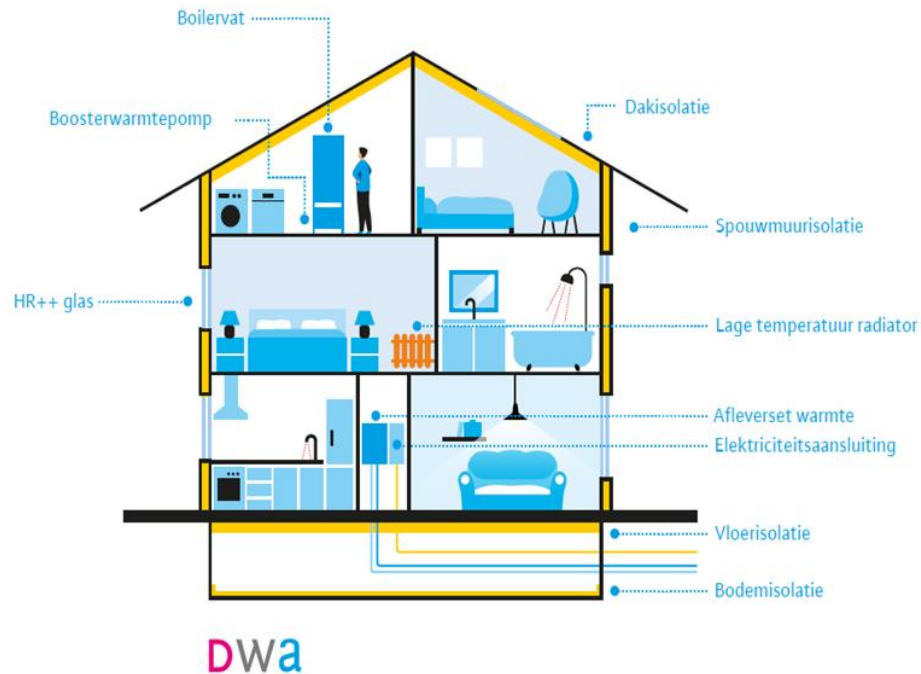 Boilervat
Boosterwarmtepomp
Dakisolatie
Spouwmuurisolatie
HR++ glas
Lage temperatuur radiator
Afleverset warmte
Elektriciteitsaansluiting
Vloerisolatie
Bodemisolatie
DWa